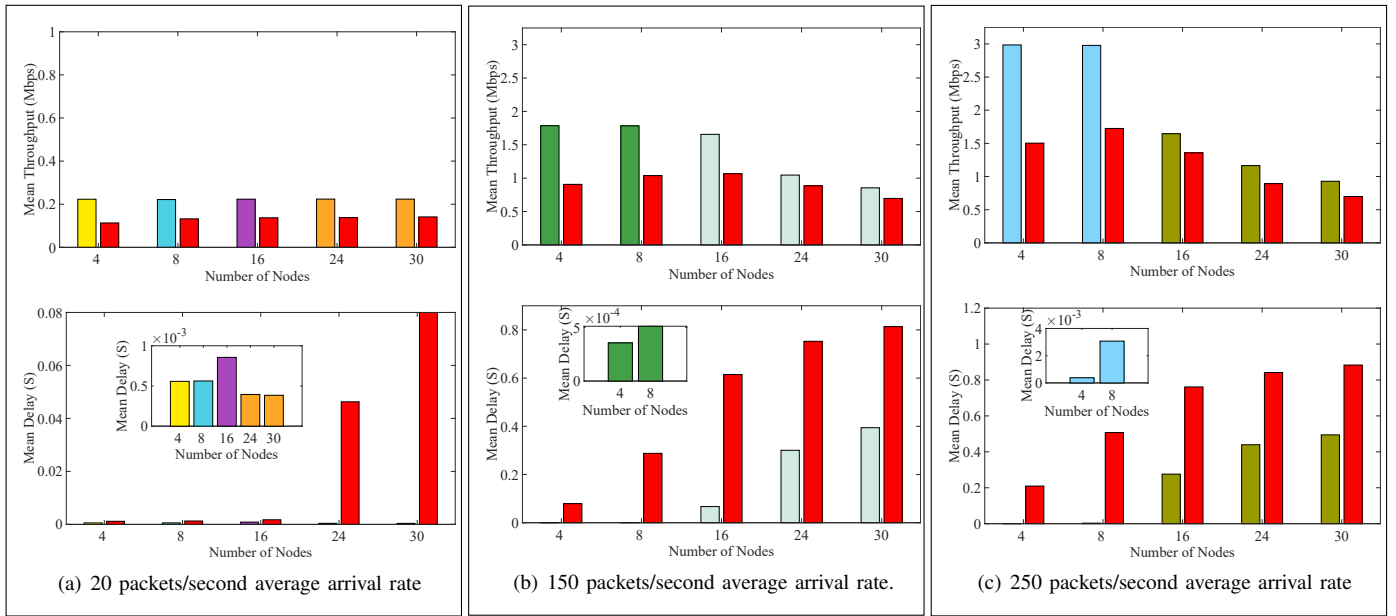 Mean Throughput (Mbps)
1
0.8
0.6
0.4
0.2
0
4 8 16 24 30
Number of Nodes
Mean Delay (S)
0.08
0.06
0.04
0.02
0
Mean Delay (S)
×10⁻³
1
0.5
0
4 8 16 24 30
Number of Nodes
4 8 16 24 30
Number of Nodes
(a) 20 packets/second average arrival rate
Mean Throughput (Mbps)
3
2.5
2
1.5
1
0.5
0
4 8 16 24 30
Number of Nodes
Mean Delay (S)
0.8
0.6
0.4
0.2
0
Mean Delay (S)
×10⁻⁴
5
0
4 8
Number of Nodes
4 8 16 24 30
Number of Nodes
(b) 150 packets/second average arrival rate.
Mean Throughput (Mbps)
3
2.5
2
1.5
1
0.5
0
4 8 16 24 30
Number of Nodes
Mean Delay (S)
1.2
1
0.8
0.6
0.4
0.2
0
Mean Delay (S)
×10⁻³
4
2
0
4 8
Number of Nodes
4 8 16 24 30
Number of Nodes
(c) 250 packets/second average arrival rate